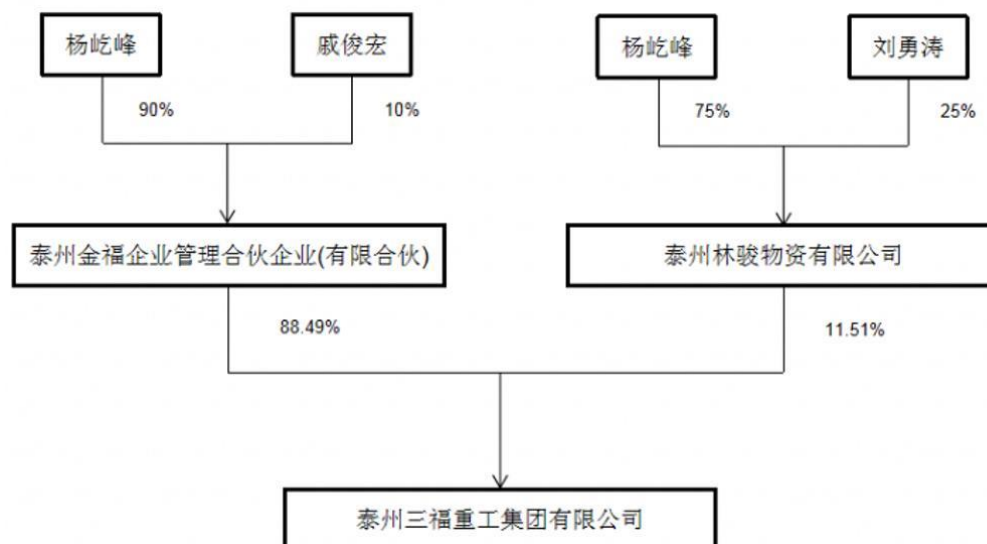 杨屹峰
戚俊宏
杨屹峰
刘勇涛
90%
10%
75%
25%
泰州金福企业管理合伙企业(有限合伙)
泰州林骏物资有限公司
88.49%
11.51%
泰州三福重工集团有限公司